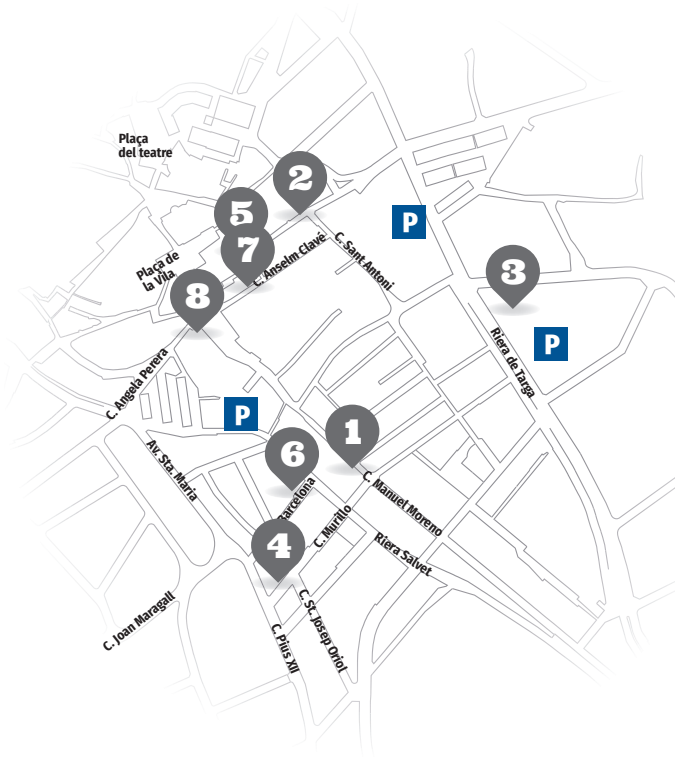 Plaça
del teatre
2
5
P
7
C. Anselm Clavé
C. Sant Antoni
Plaça de
la Vila
3
8
P
Riera de Targa
C. Angela Perera
P
1
6
Av. Sta. Maria
C. Manuel Moreno
Barcelona
C. Murillo
4
Riera Salvet
C. Joan Maragall
C. St. Josep Oriol
C. Pius XII